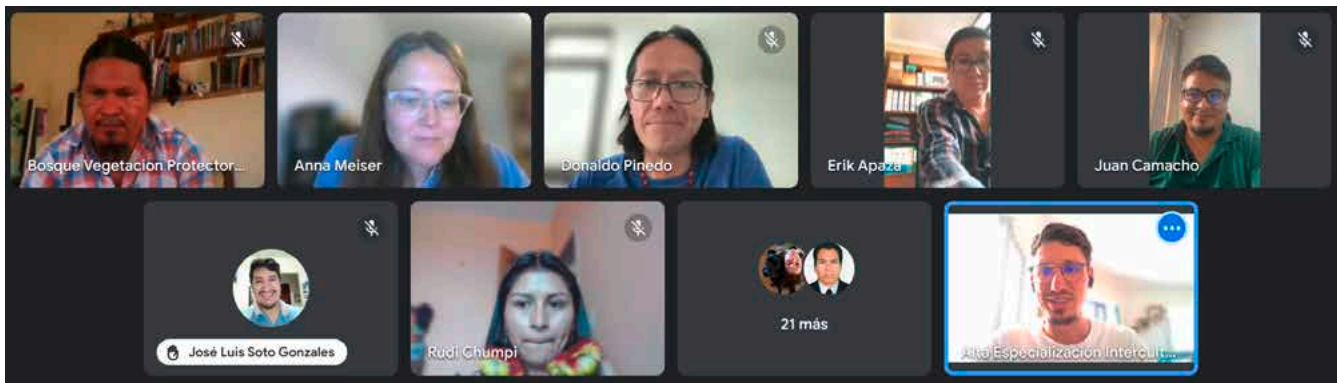 Bosque Vegetacion Protector...
Anna Meiser
Donaldo Pinedo
Erik Apaza
Juan Camacho
José Luis Soto Gonzales
Rudi Chumpi
21 más
Alta Especialización Intercult...